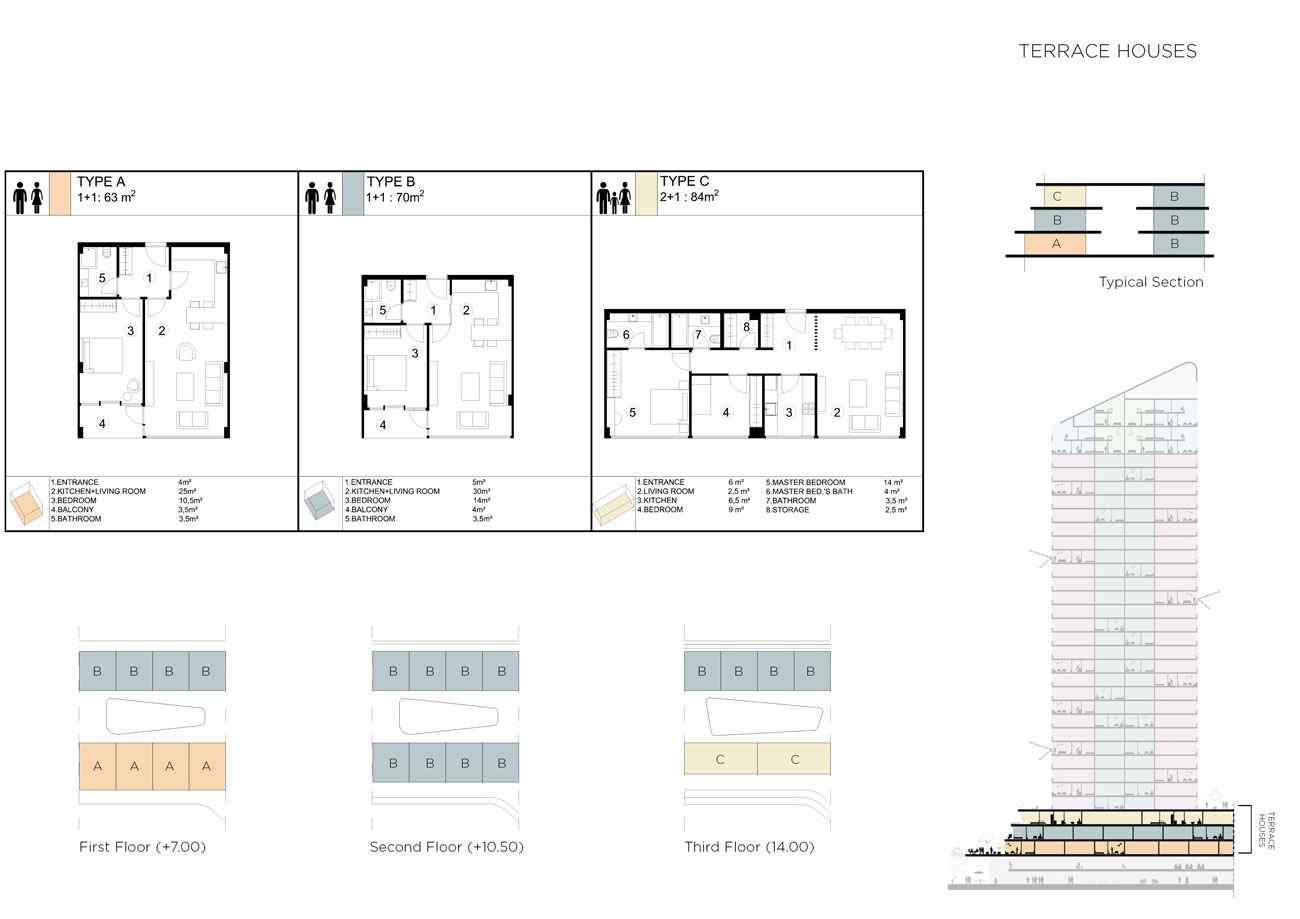 TERRACE HOUSES
TYPE A
1+1: 63 m²
TYPE B
1+1 : 70m²
TYPE C
2+1 : 84m²
5
1
3
2
4
5
1
2
3
4
6
7
8
1
5
4
3
2
1.ENTRANCE 4m²
2.KITCHEN+LIVING ROOM 25m²
3.BEDROOM 10,5m²
4.BALCONY 3,5m²
5.BATHROOM 3,5m²
1.ENTRANCE 5m²
2.KITCHEN+LIVING ROOM 30m²
3.BEDROOM 14m²
4.BALCONY 4m²
5.BATHROOM 3,5m²
1.ENTRANCE 6 m²
2.LIVING ROOM 2,5 m²
3.KITCHEN 6,5 m²
4.BEDROOM 9 m²
5.MASTER BEDROOM 14 m²
6.MASTER BED.'S BATH 4 m²
7.BATHROOM 3,5 m²
8.STORAGE 2,5 m²
C B
B B
A B
Typical Section
B B B B
A A A A
First Floor (+7.00)
B B B B
B B B B
Second Floor (+10.50)
B B B B
C C
Third Floor (14.00)
TERRACE
HOUSES